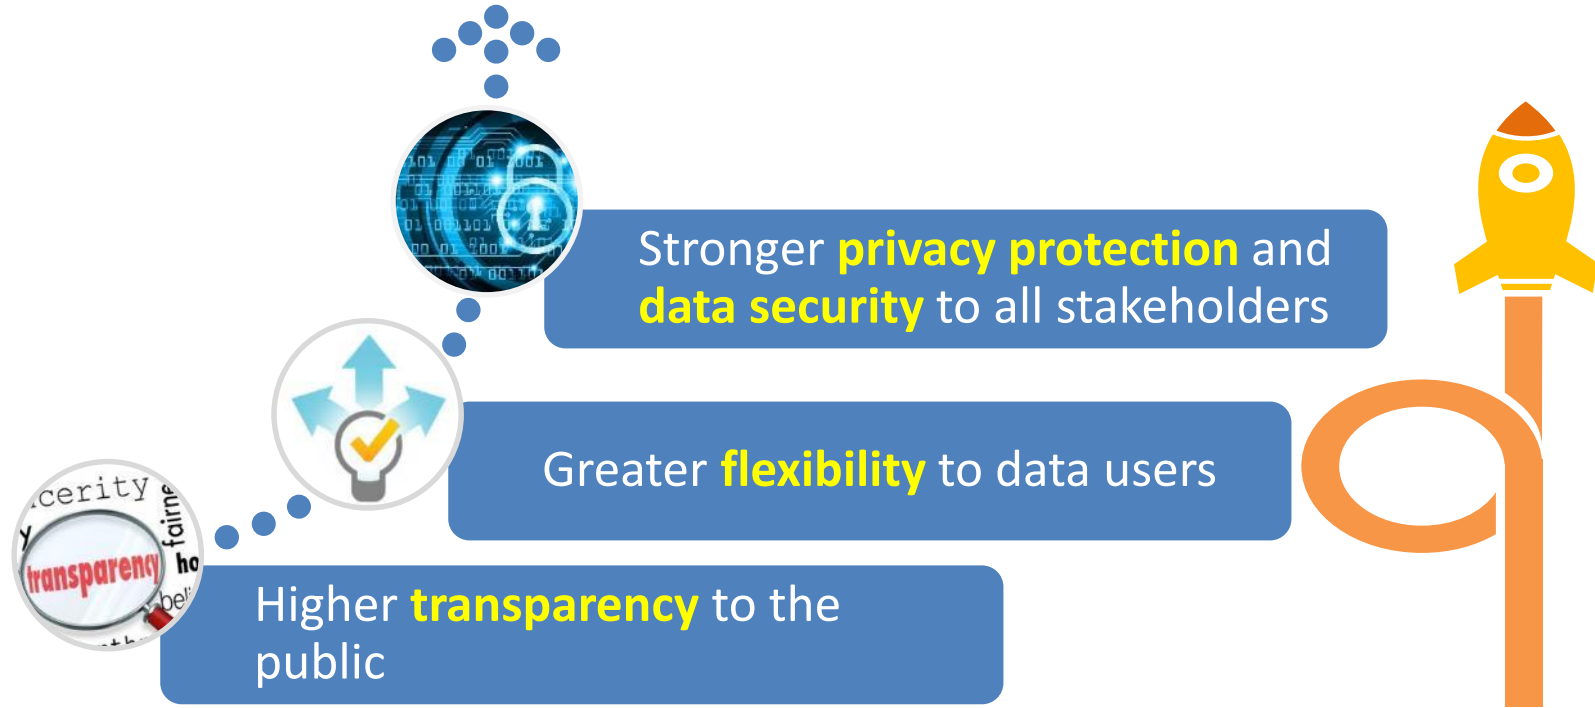 Stronger privacy protection and
data security to all stakeholders
Greater flexibility to data users
cerity
fairne
transparency
ho
beli
Higher transparency to the
public